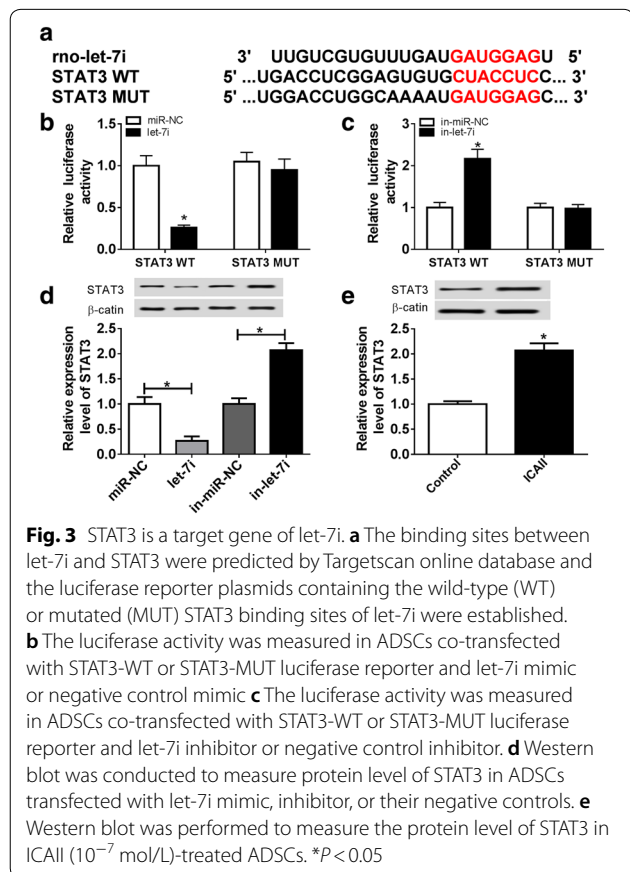 a
rno-let-7i 3' UUGUCGUGUUUGAUGAUGGAGU 5'
STAT3 WT 5' ...UGACCUCGGAGUGUGCUACCUCC... 3'
STAT3 MUT 5' ...UGGACCUGGCAAAAUGAUGGAGC... 3'
b
miR-NC
let-7i
Relative luciferase activity
1.5
1.0
0.5
0.0
*
STAT3 WT STAT3 MUT
c
in-miR-NC
in-let-7i
Relative luciferase activity
3
2
1
0
*
STAT3 WT STAT3 MUT
d
STAT3
β-catin
Relative expression level of STAT3
2.5
2.0
1.5
1.0
0.5
0.0
* *
miR-NC let-7i in-miR-NC in-let-7i
e
STAT3
β-catin
Relative expression level of STAT3
2.5
2.0
1.5
1.0
0.5
0.0
*
Control ICAII
Fig. 3 STAT3 is a target gene of let-7i. a The binding sites between
let-7i and STAT3 were predicted by Targetscan online database and
the luciferase reporter plasmids containing the wild-type (WT)
or mutated (MUT) STAT3 binding sites of let-7i were established.
b The luciferase activity was measured in ADSCs co-transfected
with STAT3-WT or STAT3-MUT luciferase reporter and let-7i mimic
or negative control mimic c The luciferase activity was measured
in ADSCs co-transfected with STAT3-WT or STAT3-MUT luciferase
reporter and let-7i inhibitor or negative control inhibitor. d Western
blot was conducted to measure protein level of STAT3 in ADSCs
transfected with let-7i mimic, inhibitor, or their negative controls. e
Western blot was performed to measure the protein level of STAT3 in
ICAII (10⁻⁷ mol/L)-treated ADSCs. *P < 0.05